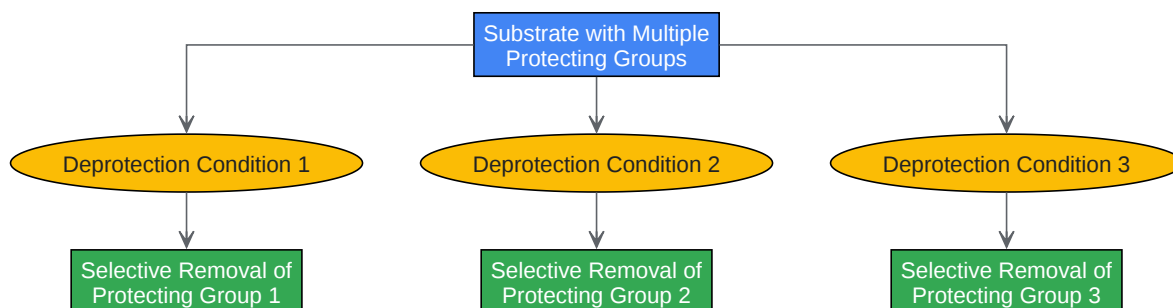 Substrate with Multiple
Protecting Groups
Deprotection Condition 1
Deprotection Condition 2
Deprotection Condition 3
Selective Removal of
Protecting Group 1
Selective Removal of
Protecting Group 2
Selective Removal of
Protecting Group 3